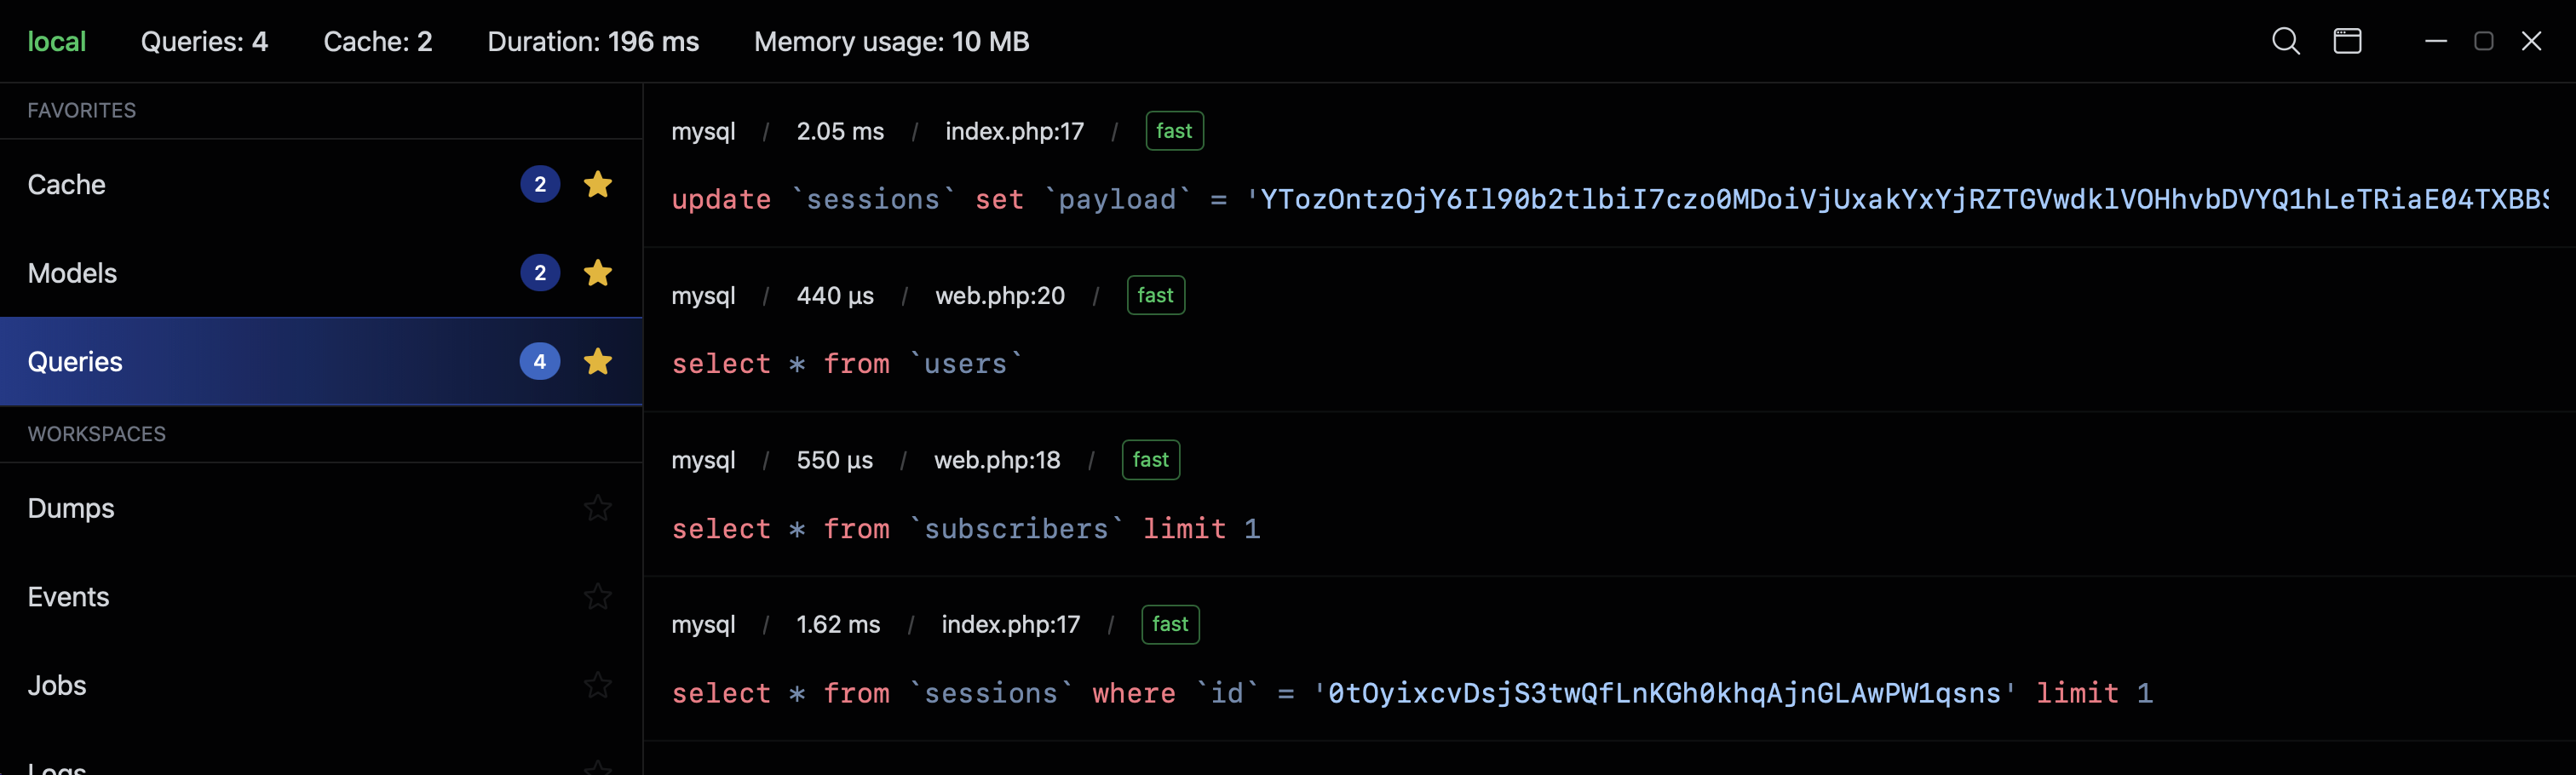 local Queries: 4 Cache: 2 Duration: 196 ms Memory usage: 10 MB
FAVORITES
Cache 2
Models 2
Queries 4
WORKSPACES
Dumps
Events
Jobs
Logs
mysql / 2.05 ms / index.php:17 / fast
update `sessions` set `payload` = 'YTozOntzOjY6Il90b2tlbiI7czo0MDoiVjUxakYxYjRZTGVwdklVOHhvbDVYQ1hLeTRiaE04TXBBS
mysql / 440 µs / web.php:20 / fast
select * from `users`
mysql / 550 µs / web.php:18 / fast
select * from `subscribers` limit 1
mysql / 1.62 ms / index.php:17 / fast
select * from `sessions` where `id` = '0tOyixcvDsjS3twQfLnKGh0khqAjnGLAwPW1qsns' limit 1